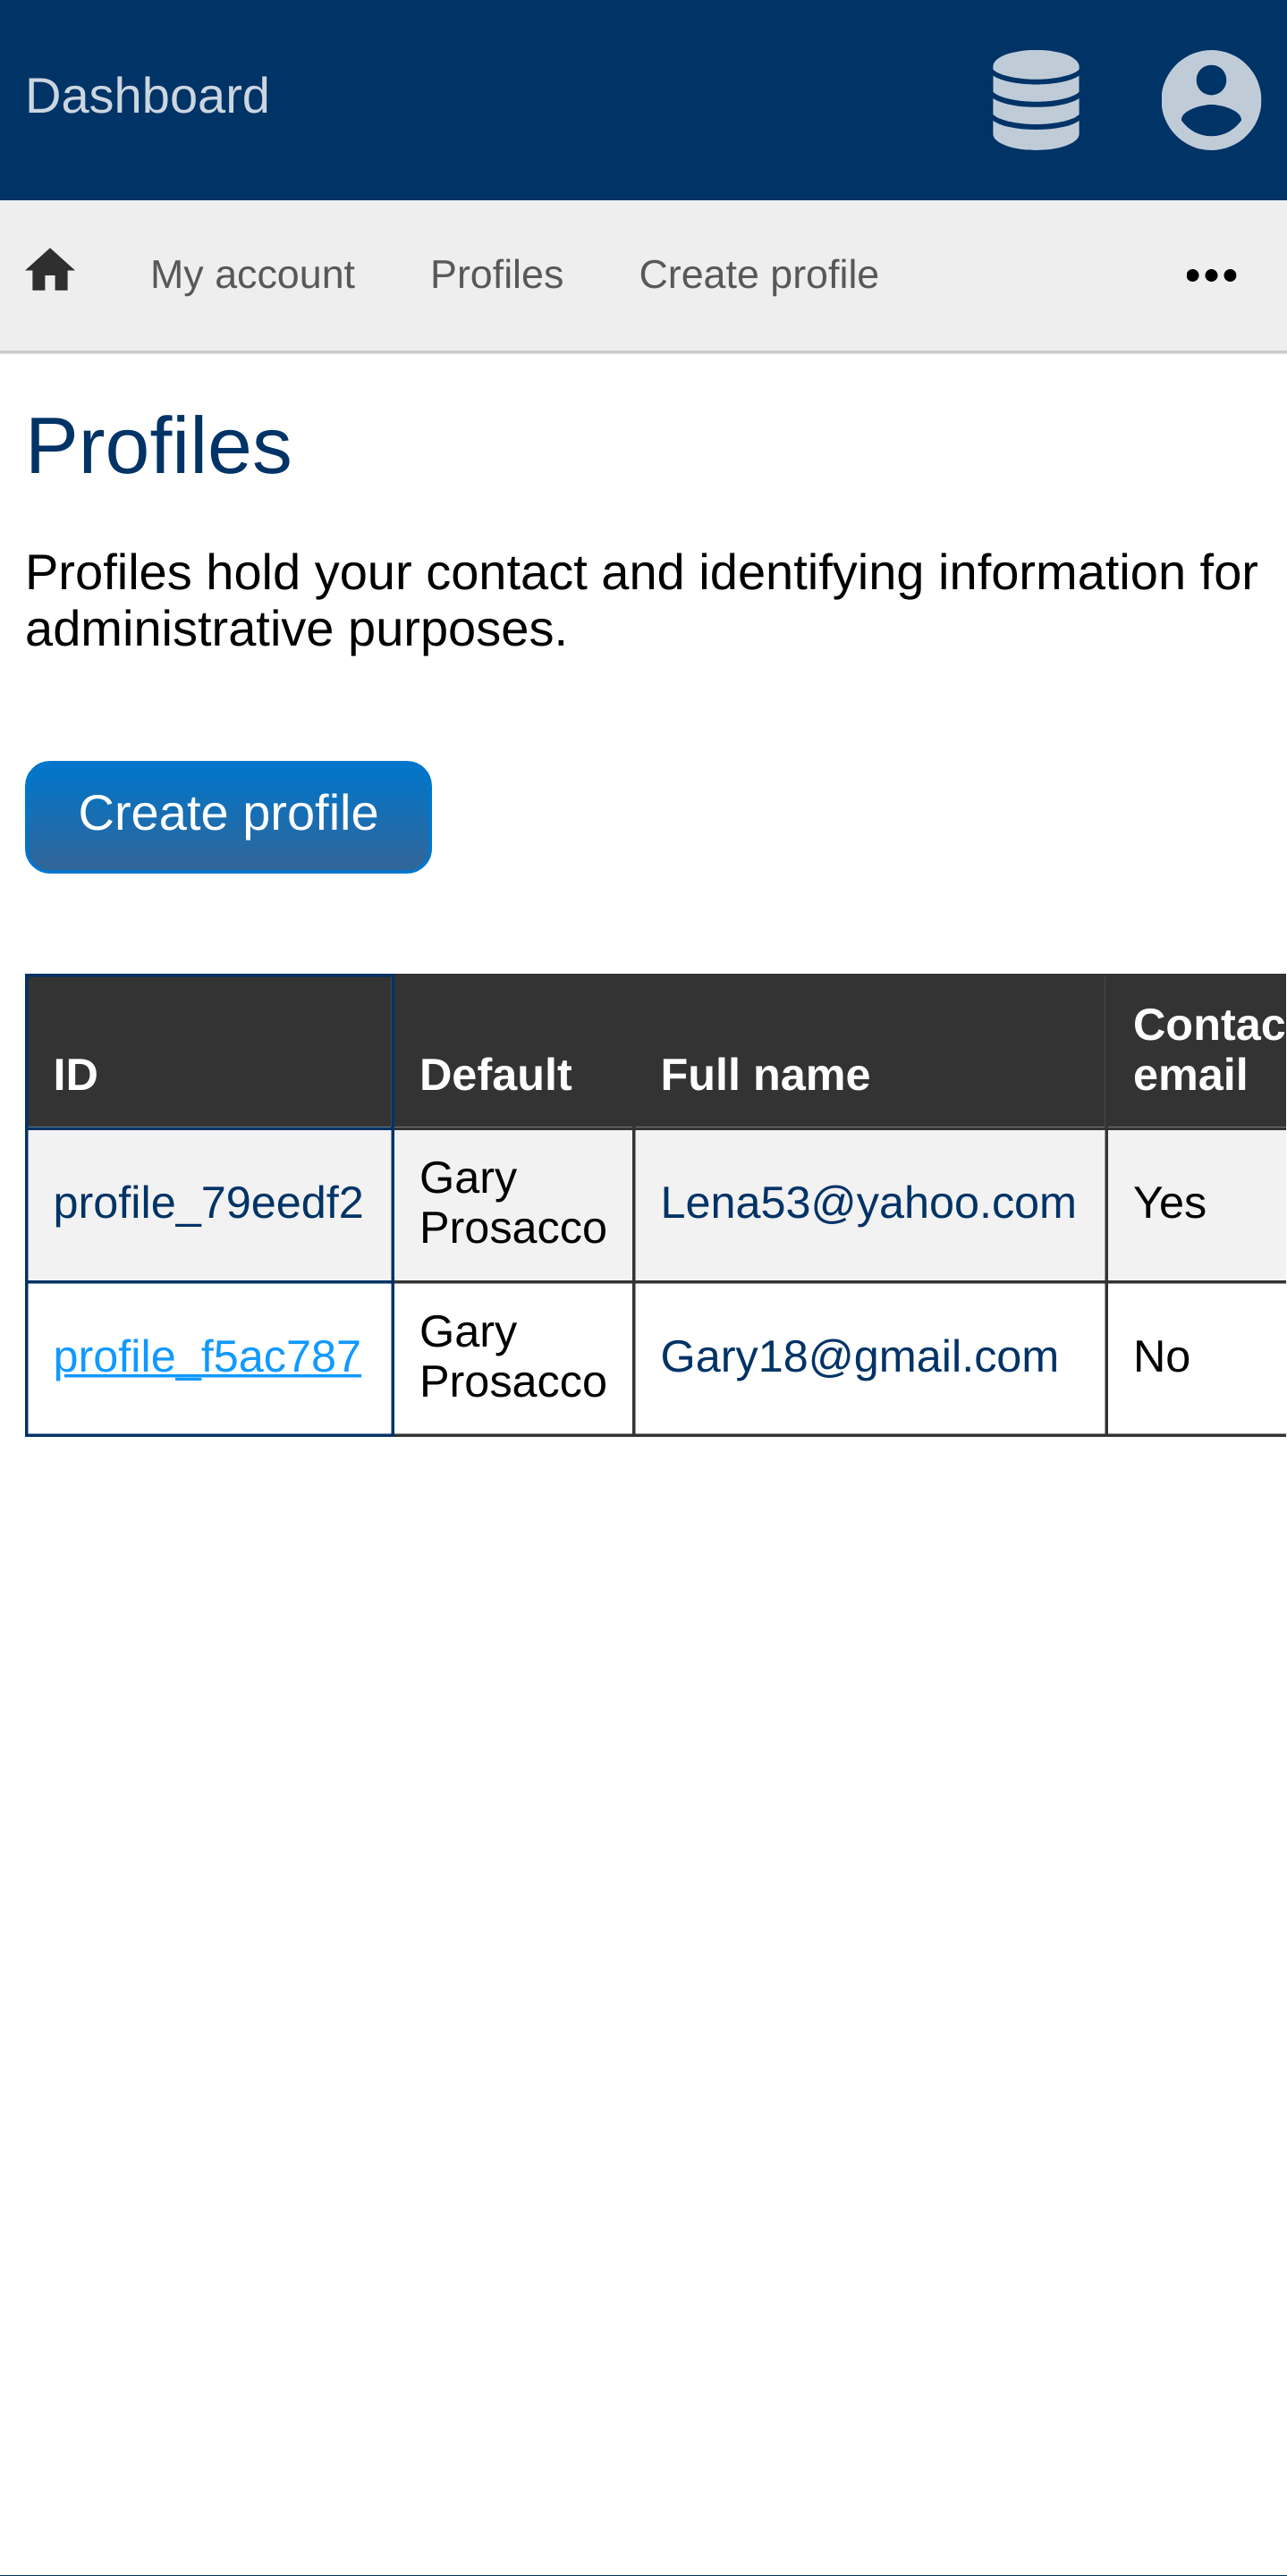 Dashboard
My account Profiles Create profile
Profiles
Profiles hold your contact and identifying information for
administrative purposes.
Create profile
ID Default Full name Contac
email
profile_79eedf2 Gary
Prosacco Lena53@yahoo.com Yes
profile_f5ac787 Gary
Prosacco Gary18@gmail.com No